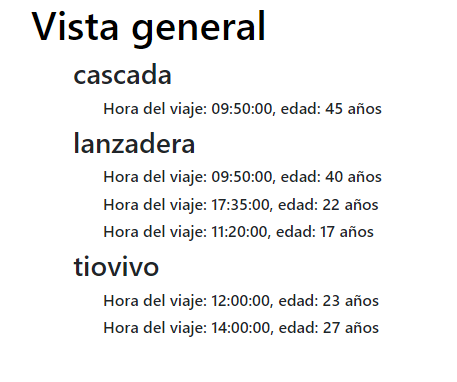 Vista general
cascada
Hora del viaje: 09:50:00, edad: 45 años
lanzadera
Hora del viaje: 09:50:00, edad: 40 años
Hora del viaje: 17:35:00, edad: 22 años
Hora del viaje: 11:20:00, edad: 17 años
tiovivo
Hora del viaje: 12:00:00, edad: 23 años
Hora del viaje: 14:00:00, edad: 27 años